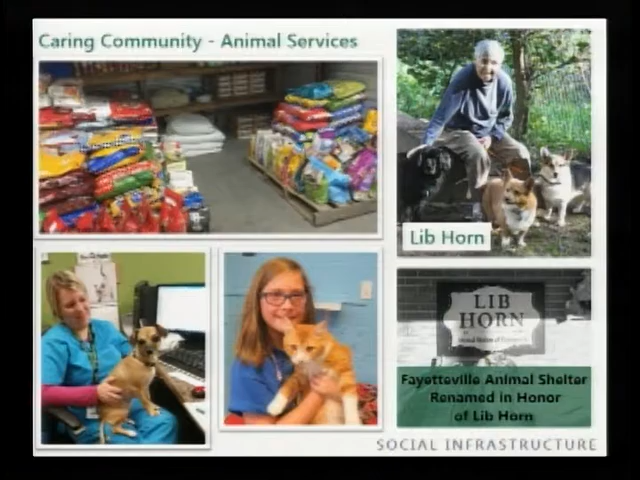 Caring Community - Animal Services
Lib Horn
LIB
HORN
Fayetteville Animal Shelter
Renamed in Honor
of Lib Horn
SOCIAL INFRASTRUCTURE